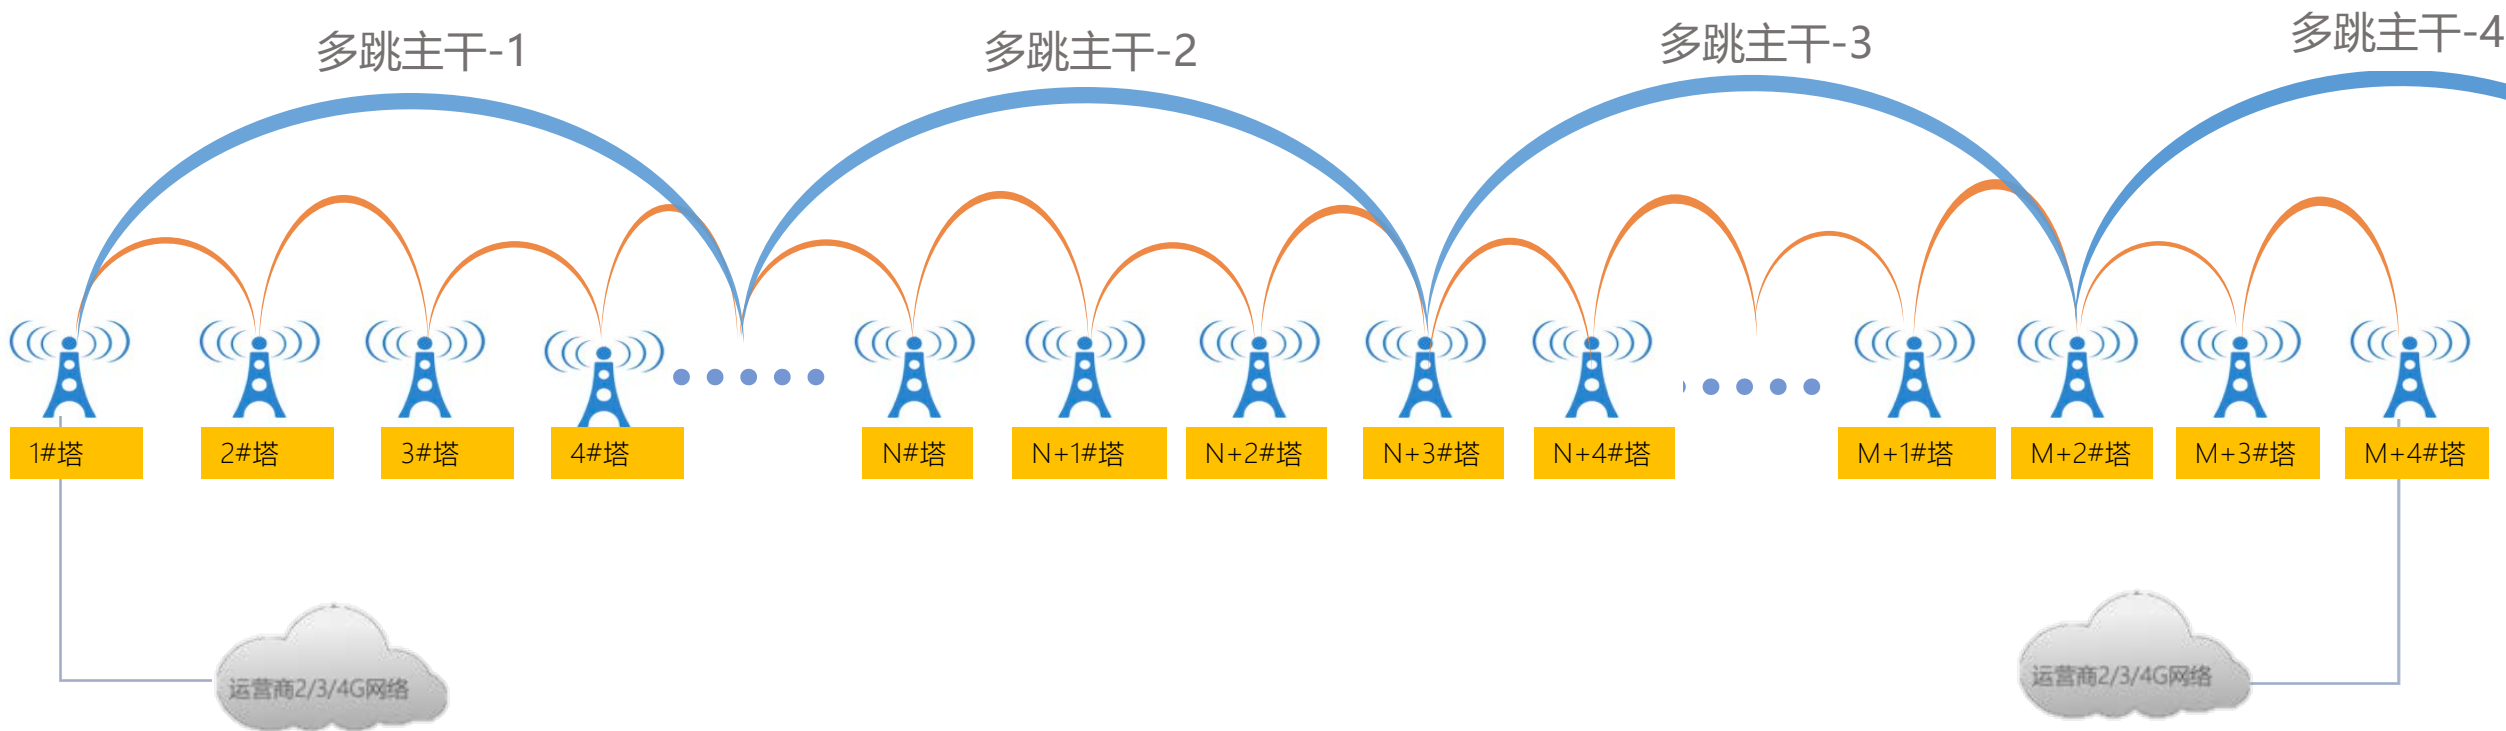 多跳主干-1
多跳主干-2
多跳主干-3
多跳主干-4
1#塔
2#塔
3#塔
4#塔
N#塔
N+1#塔
N+2#塔
N+3#塔
N+4#塔
M+1#塔
M+2#塔
M+3#塔
M+4#塔
运营商2/3/4G网络
运营商2/3/4G网络